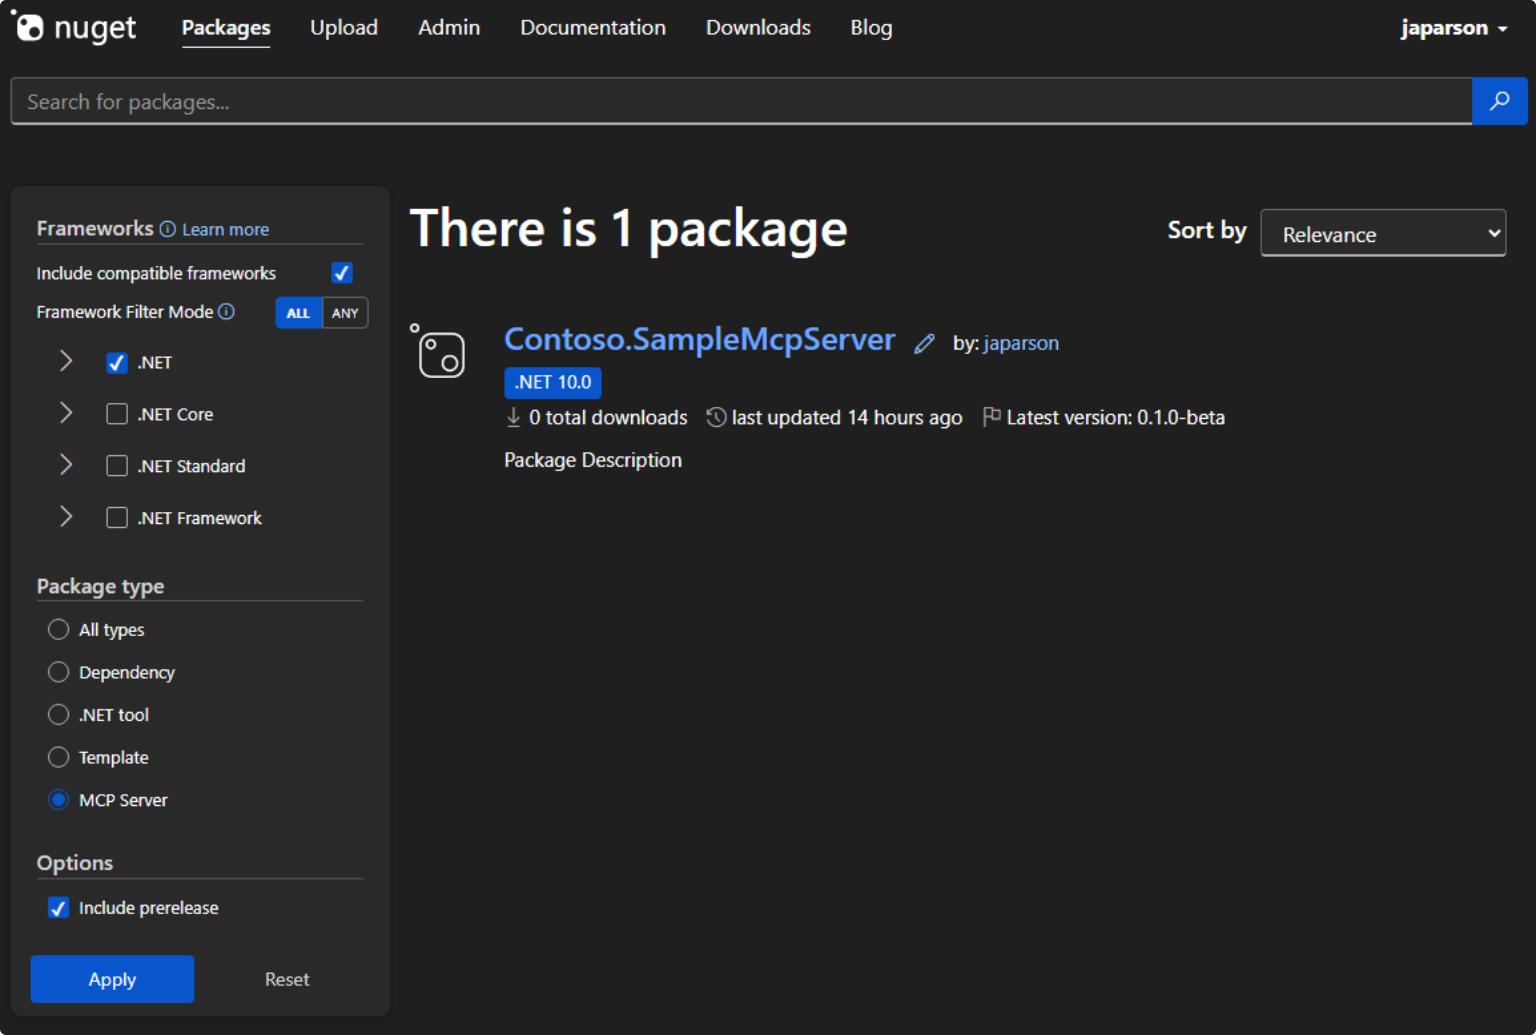 nuget Packages Upload Admin Documentation Downloads Blog japarson
Search for packages...
Frameworks Learn more
Include compatible frameworks
Framework Filter Mode ALL ANY
.NET
.NET Core
.NET Standard
.NET Framework
Package type
All types
Dependency
.NET tool
Template
MCP Server
Options
Include prerelease
Apply Reset
There is 1 package
Sort by Relevance
Contoso.SampleMcpServer by: japarson
.NET 10.0
0 total downloads last updated 14 hours ago Latest version: 0.1.0-beta
Package Description